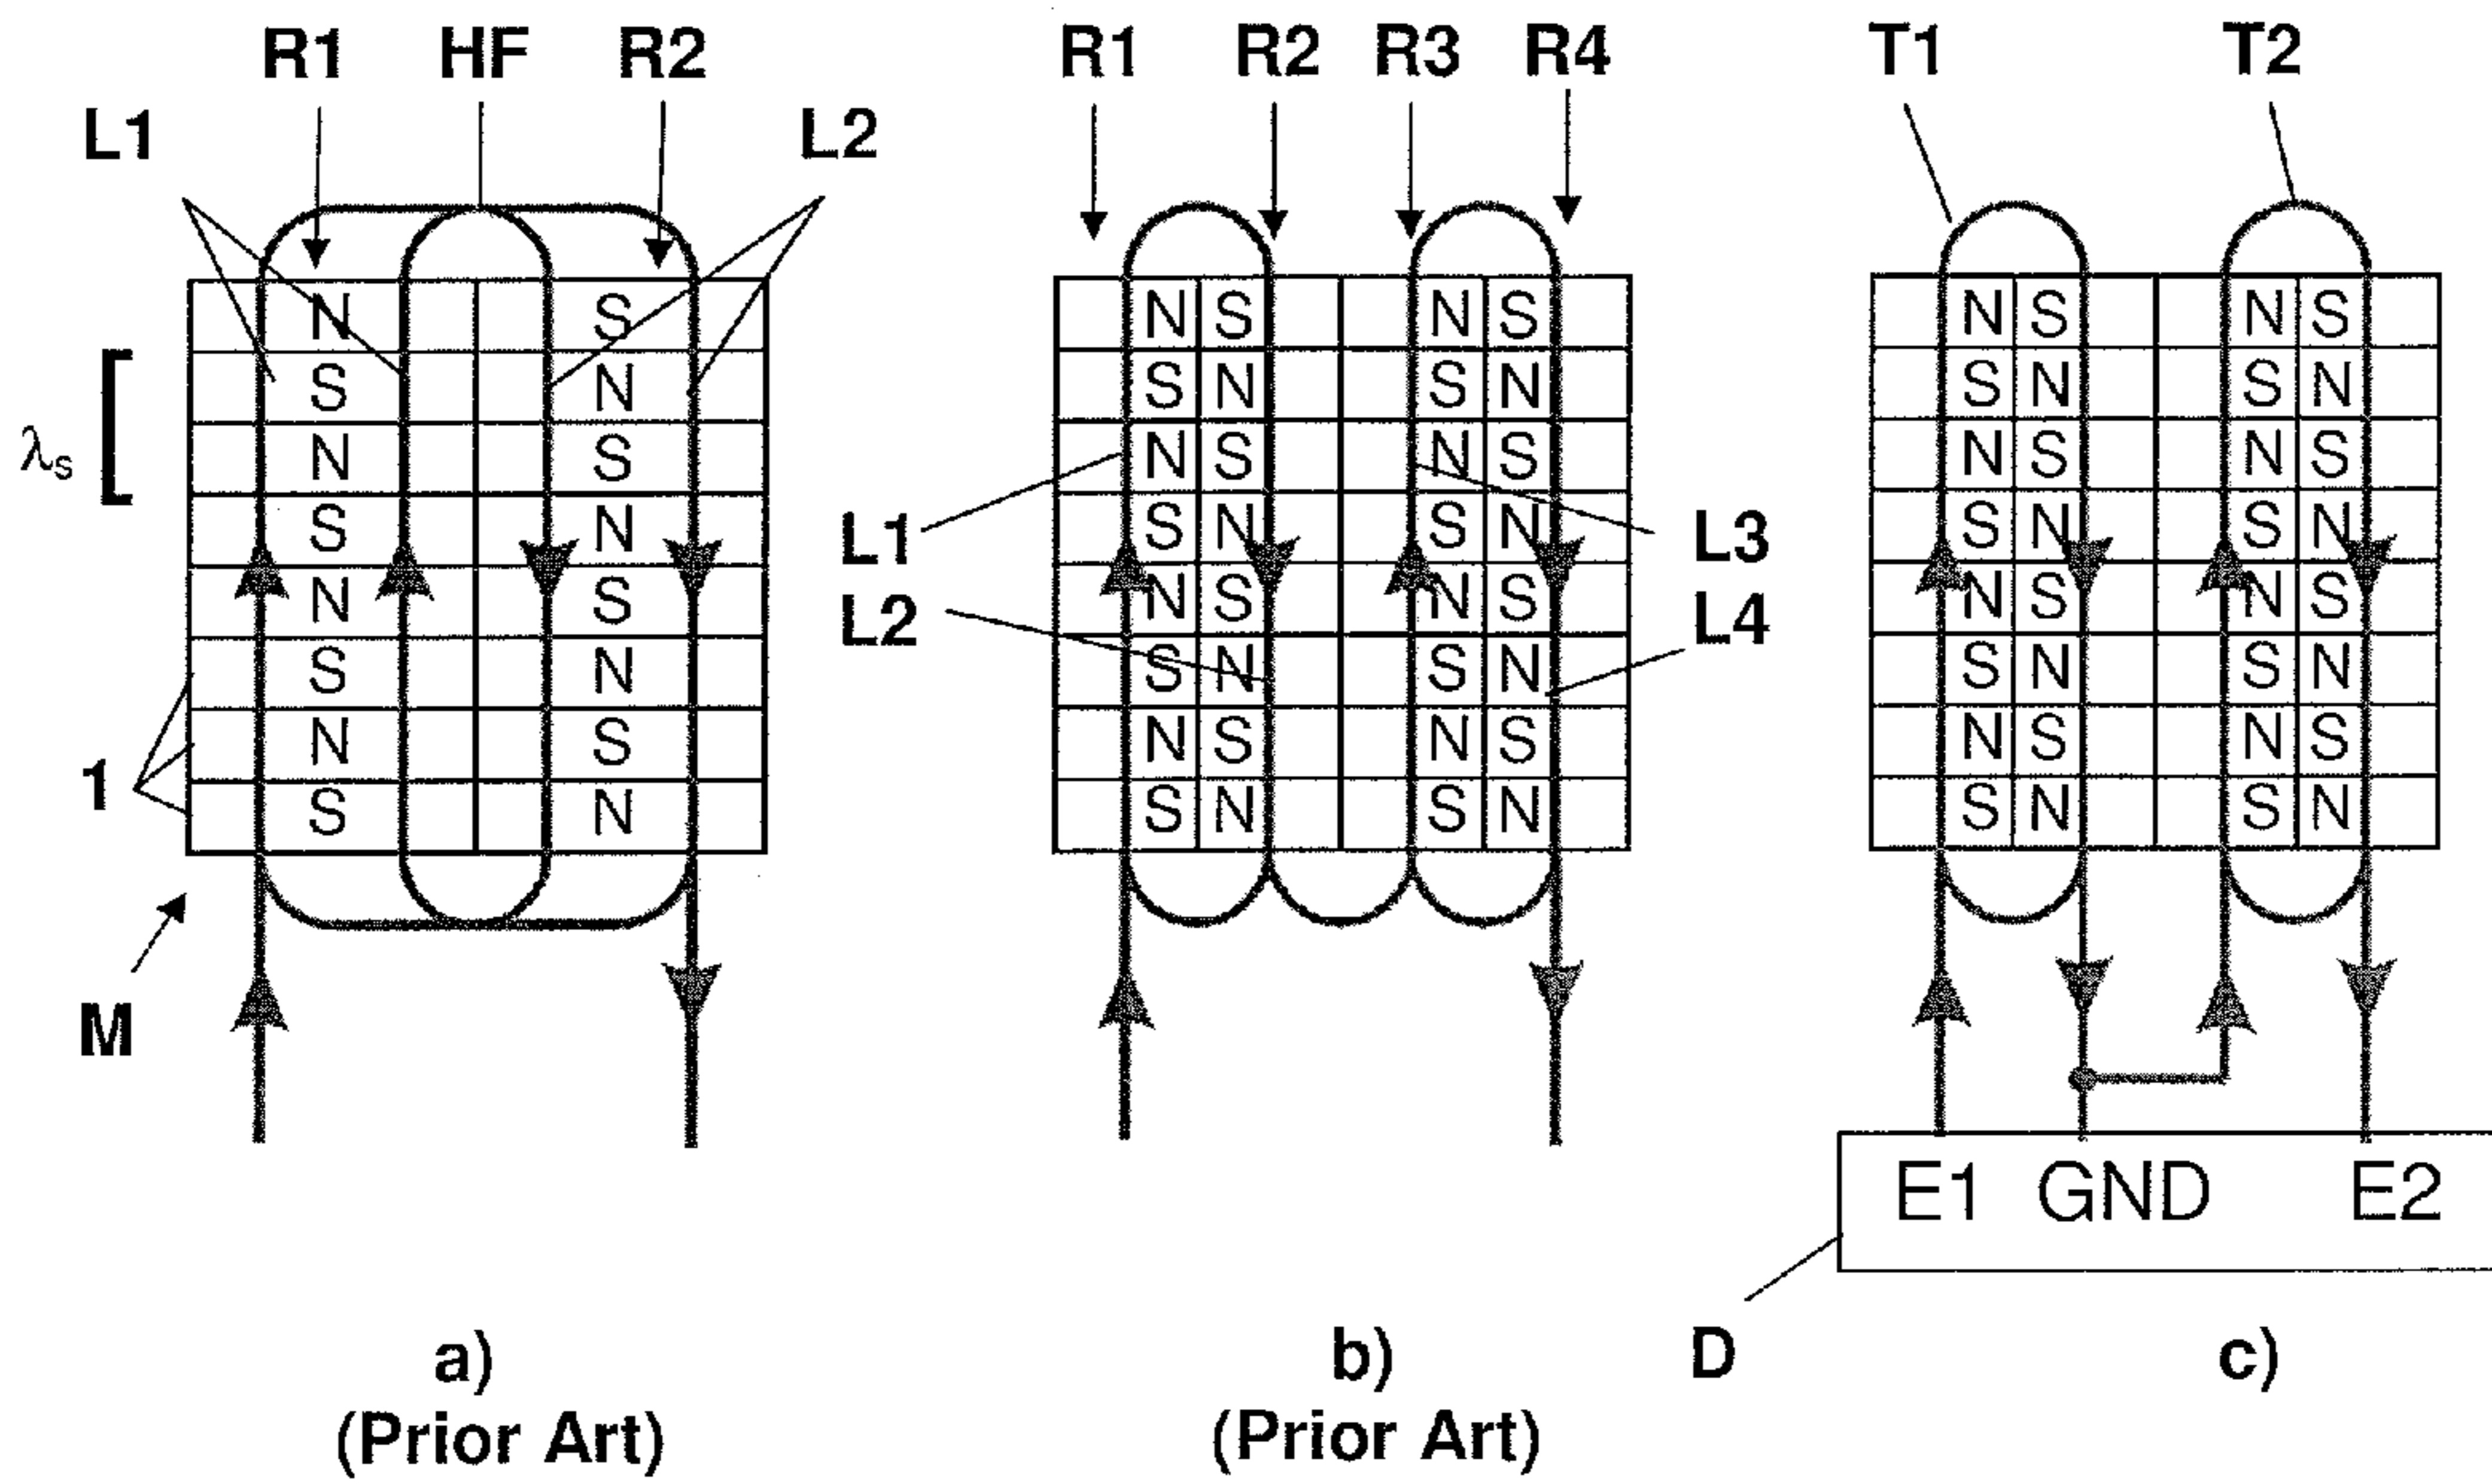 R1 HF R2
L1 L2
N S
S N
N S
S N
N S
S N
N S
S N
λs
1
M
a)
(Prior Art)
R1 R2 R3 R4
N S N S
S N S N
N S N S
S N S N
N S N S
S N S N
N S N S
S N S N
L1
L2
L3
L4
b)
(Prior Art)
T1 T2
N S N S
S N S N
N S N S
S N S N
N S N S
S N S N
N S N S
S N S N
E1 GND E2
D
c)